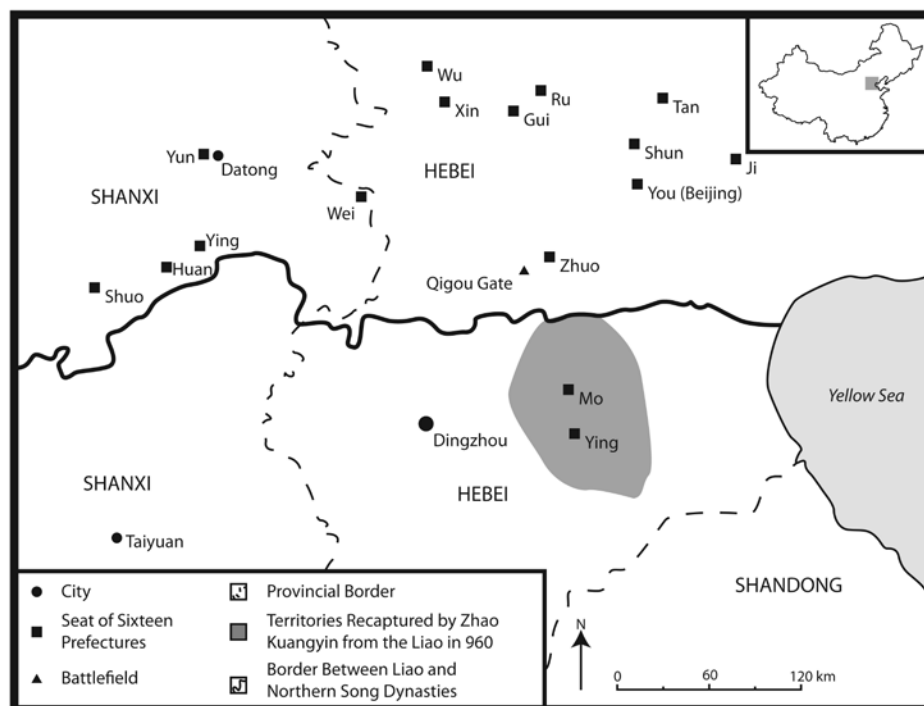 Wu
Xin
Ru
Gui
Tan
Shun
Ji
You (Beijing)
Yun
Datong
HEBEI
SHANXI
Wei
Ying
Huan
Shuo
Zhuo
Qigou Gate
Mo
Ying
Dingzhou
HEBEI
Yellow Sea
SHANXI
Taiyuan
SHANDONG
City
Seat of Sixteen
Prefectures
Battlefield
Provincial Border
Territories Recaptured by Zhao
Kuangyin from the Liao in 960
Border Between Liao and
Northern Song Dynasties
N
0 60 120 km